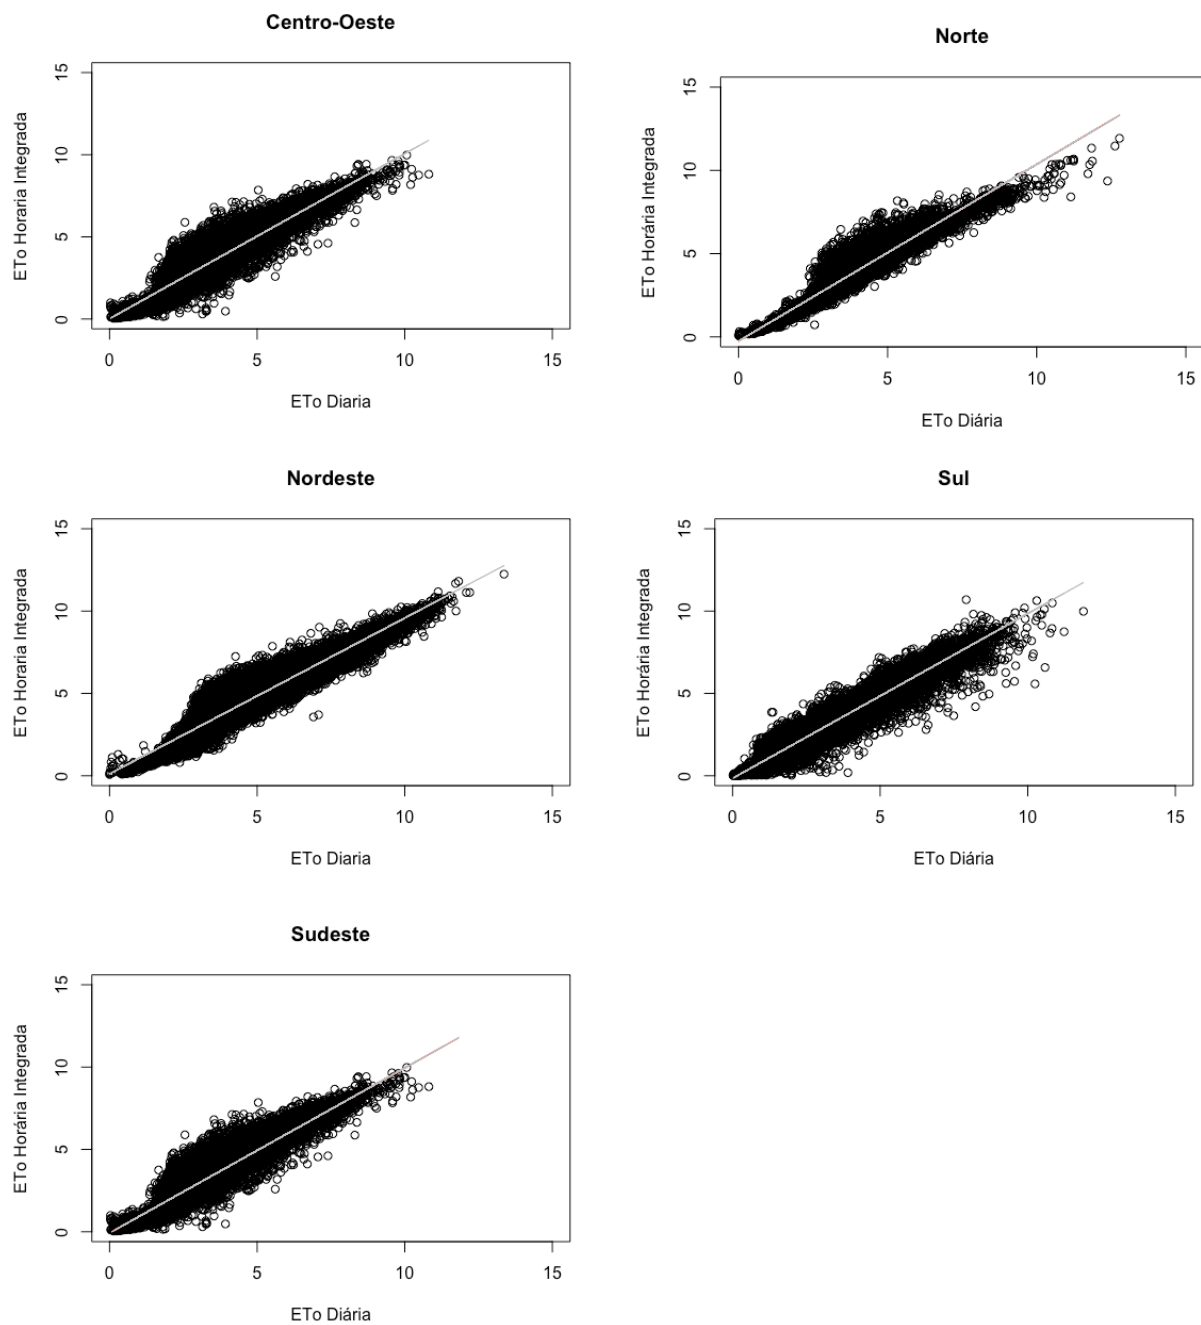 Centro-Oeste
15
10
5
0
ETo Horaria Integrada
0 5 10 15
ETo Diaria
Norte
15
10
5
0
ETo Horária Integrada
0 5 10 15
ETo Diária
Nordeste
15
10
5
0
ETo Horaria Integrada
0 5 10 15
ETo Diaria
Sul
15
10
5
0
ETo Horária Integrada
0 5 10 15
ETo Diária
Sudeste
15
10
5
0
ETo Horária Integrada
0 5 10 15
ETo Diária